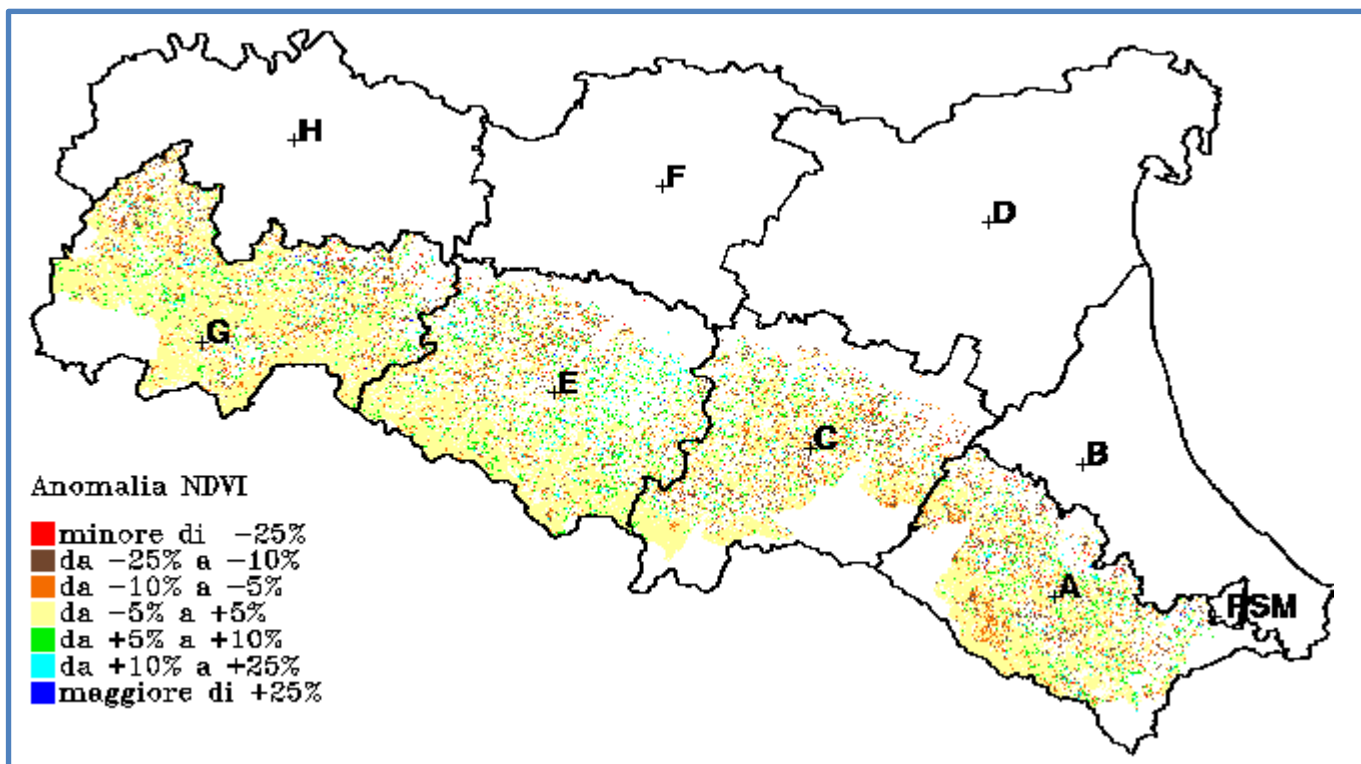 H
F
D
G
E
C
B
A
RSM
Anomalia NDVI
minore di -25%
da -25% a -10%
da -10% a -5%
da -5% a +5%
da +5% a +10%
da +10% a +25%
maggiore di +25%